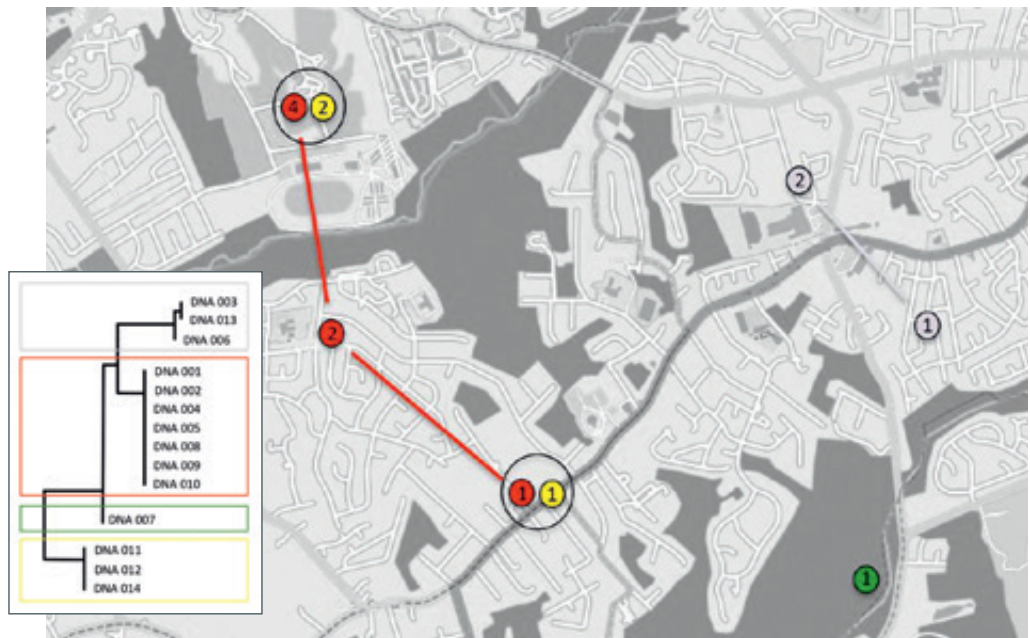 4 2
2
2
1
1 1
1
DNA 003
DNA 013
DNA 006
DNA 001
DNA 002
DNA 004
DNA 005
DNA 008
DNA 009
DNA 010
DNA 007
DNA 011
DNA 012
DNA 014